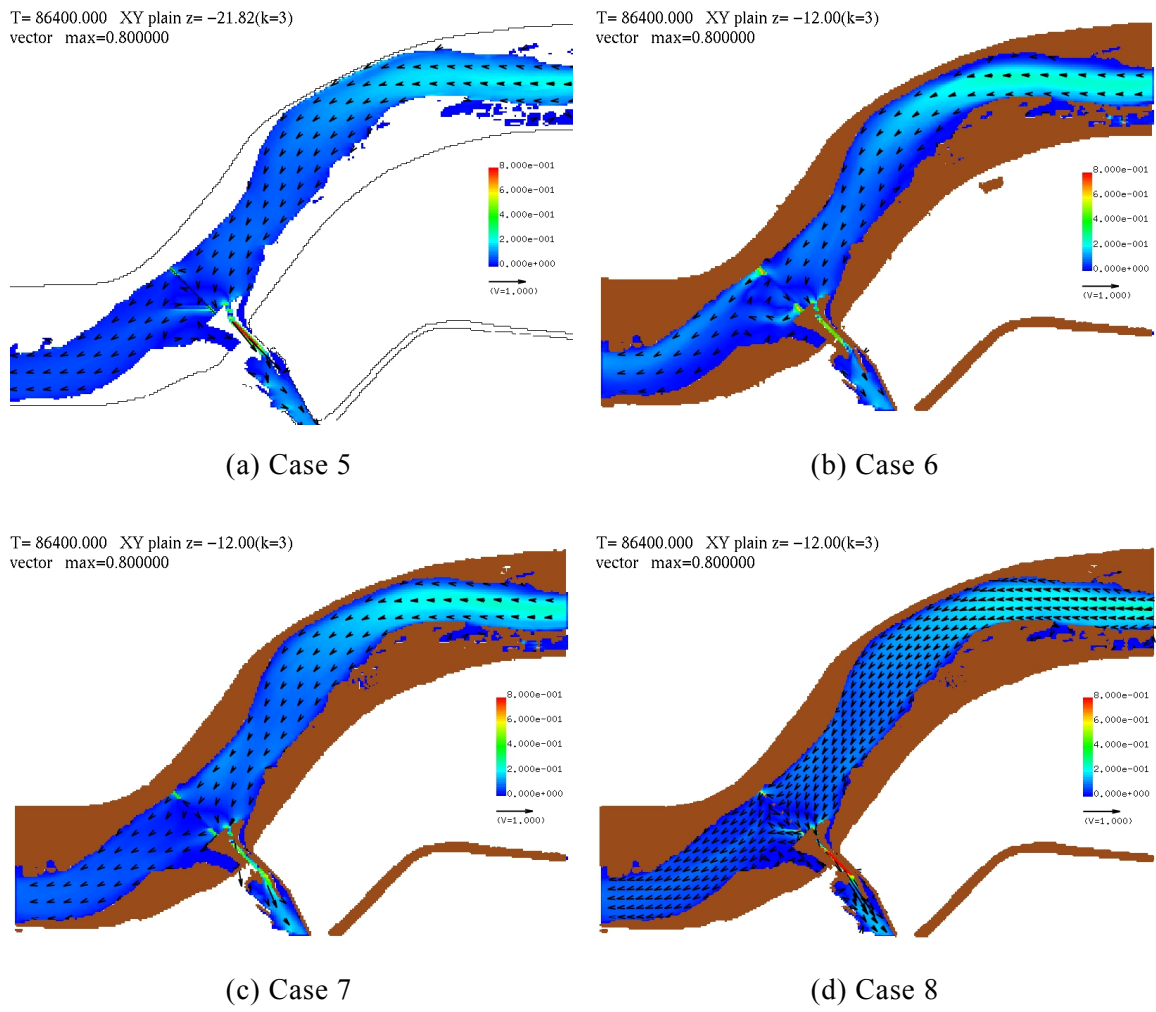 T= 86400.000 XY plain z= −21.82(k=3)
vector max=0.800000
8.000e-001
6.000e-001
4.000e-001
2.000e-001
0.000e+000
(V=1.000)
(a) Case 5
T= 86400.000 XY plain z= −12.00(k=3)
vector max=0.800000
8.000e-001
6.000e-001
4.000e-001
2.000e-001
0.000e+000
(V=1.000)
(b) Case 6
T= 86400.000 XY plain z= −12.00(k=3)
vector max=0.800000
8.000e-001
6.000e-001
4.000e-001
2.000e-001
0.000e+000
(V=1.000)
(c) Case 7
T= 86400.000 XY plain z= −12.00(k=3)
vector max=0.800000
8.000e-001
6.000e-001
4.000e-001
2.000e-001
0.000e+000
(V=1.000)
(d) Case 8